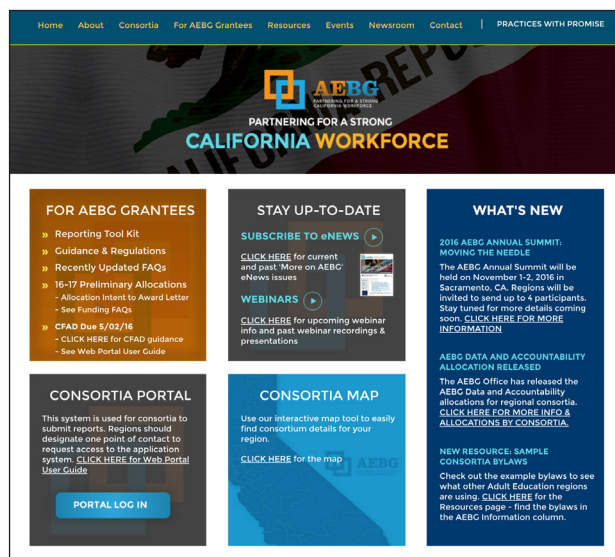 Home About Consortia For AEBG Grantees Resources Events Newsroom Contact | PRACTICES WITH PROMISE
AEBG
PARTNERING FOR A STRONG
CALIFORNIA WORKFORCE
PARTNERING FOR A STRONG
CALIFORNIA WORKFORCE
FOR AEBG GRANTEES
» Reporting Tool Kit
» Guidance & Regulations
» Recently Updated FAQs
» 16-17 Preliminary Allocations
- Allocation Intent to Award Letter
- See Funding FAQs
» CFAD Due 5/02/16
- CLICK HERE for CFAD guidance
- See Web Portal User Guide
STAY UP-TO-DATE
SUBSCRIBE TO eNEWS
CLICK HERE for current
and past 'More on AEBG'
eNews issues
WEBINARS
CLICK HERE for upcoming webinar
info and past webinar recordings &
presentations
WHAT'S NEW
2016 AEBG ANNUAL SUMMIT:
MOVING THE NEEDLE
The AEBG Annual Summit will be
held on November 1-2, 2016 in
Sacramento, CA. Regions will be
invited to send up to 4 participants.
Stay tuned for more details coming
soon. CLICK HERE FOR MORE
INFORMATION
AEBG DATA AND ACCOUNTABILITY
ALLOCATION RELEASED
The AEBG Office has released the
AEBG Data and Accountability
allocations for regional consortia.
CLICK HERE FOR MORE INFO &
ALLOCATIONS BY CONSORTIA.
NEW RESOURCE: SAMPLE
CONSORTIA BYLAWS
Check out the example bylaws to see
what other Adult Education regions
are using. CLICK HERE for the
Resources page - find the bylaws in
the AEBG Information column.
CONSORTIA PORTAL
This system is used for consortia to
submit reports. Regions should
designate one point of contact to
request access to the application
system. CLICK HERE for Web Portal
User Guide
PORTAL LOG IN
CONSORTIA MAP
Use our interactive map tool to easily
find consortium details for your
region.
CLICK HERE for the map
AEBG